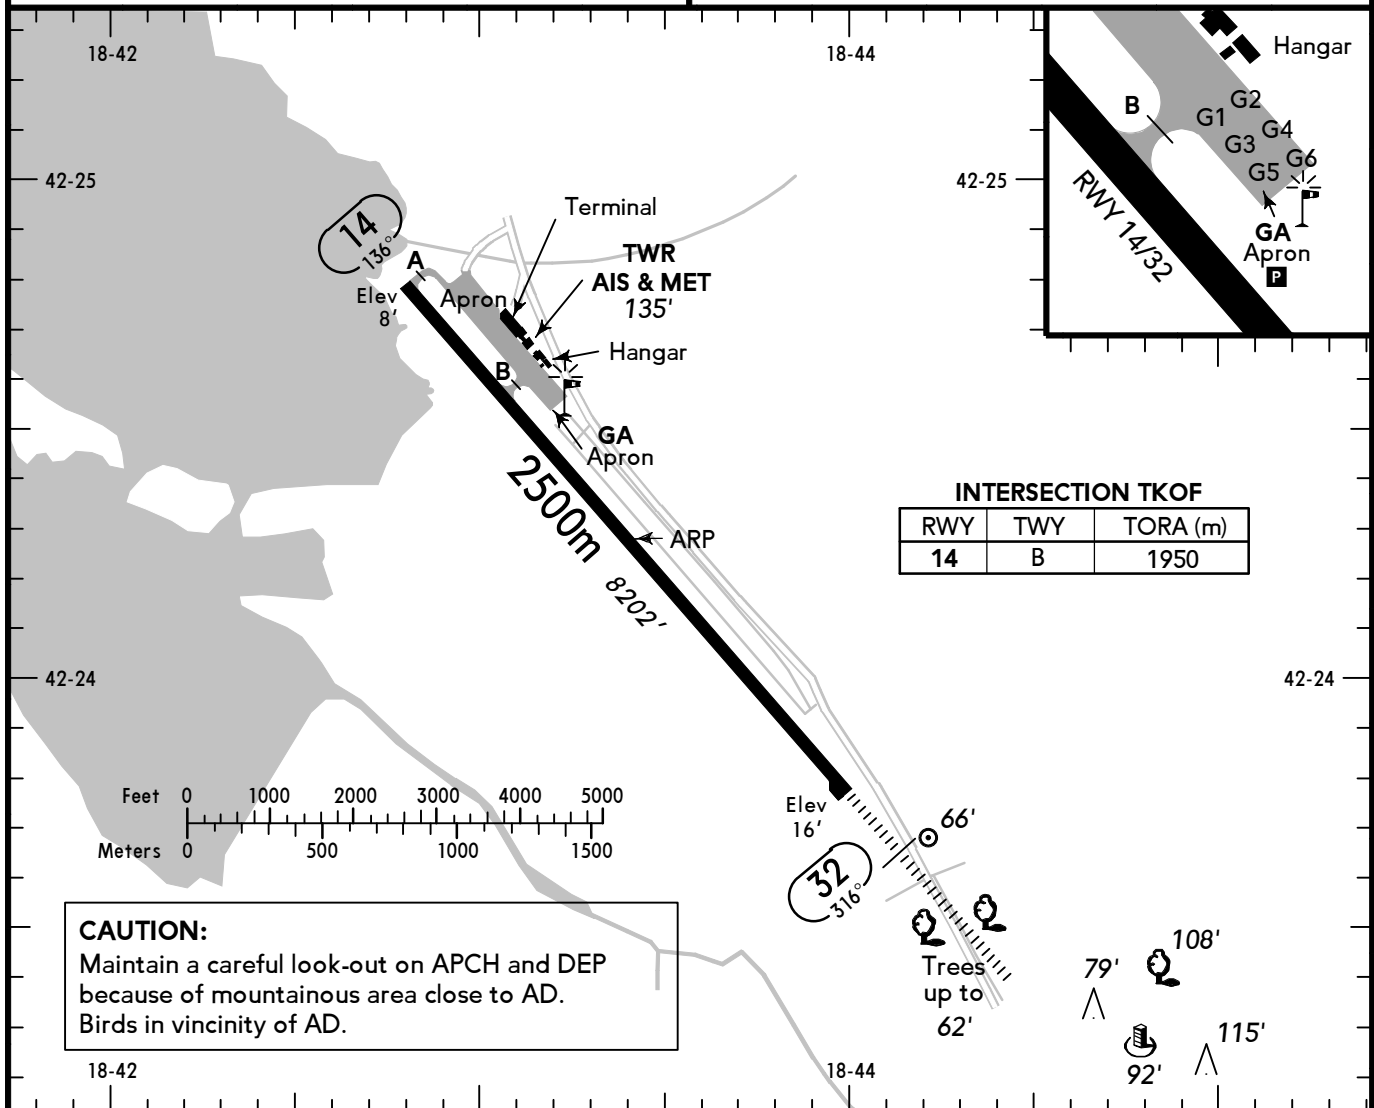 18-42
18-44
Hangar
B
G1
G2
G3
G4
G5
G6
RWY 14/32
GA
Apron
P
42-25
42-25
14
136°
A
Elev
8'
Apron
Terminal
TWR
AIS & MET
135'
Hangar
B
GA
Apron
2500m
8202'
ARP
INTERSECTION TKOF
RWY TWY TORA (m)
14 B 1950
42-24
42-24
Feet 0 1000 2000 3000 4000 5000
Meters 0 500 1000 1500
Elev
16'
32
316°
66'
Trees
up to
62'
79'
108'
92'
115'
CAUTION:
Maintain a careful look-out on APCH and DEP
because of mountainous area close to AD.
Birds in vincinity of AD.
18-42
18-44